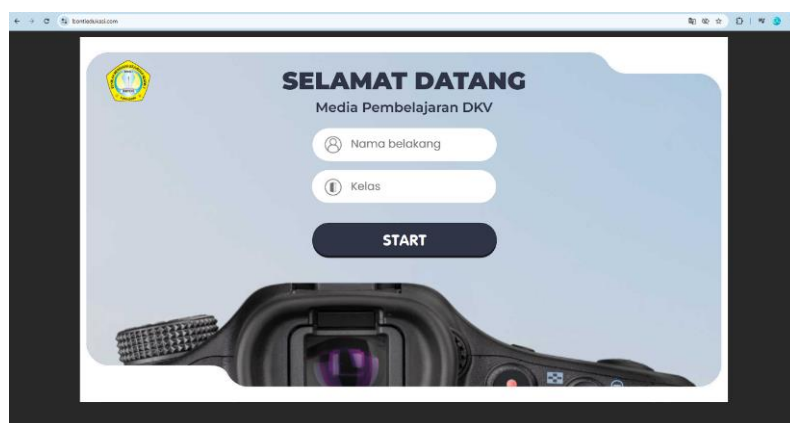 SELAMAT DATANG
Media Pembelajaran DKV
Nama belakang
Kelas
START